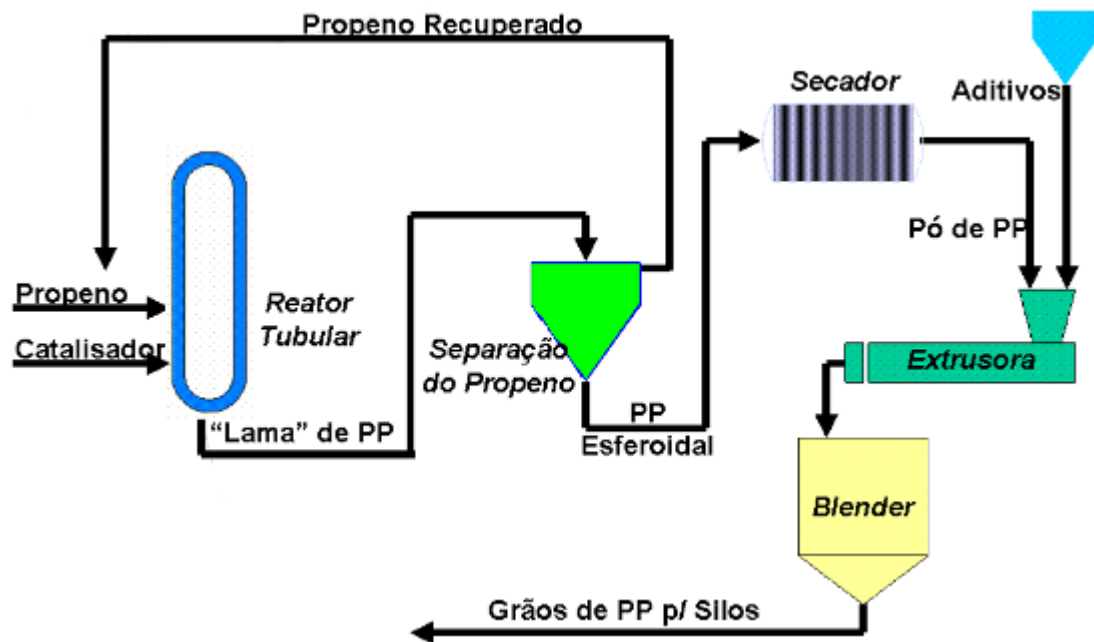 Propeno Recuperado
Secador
Aditivos
Propeno
Catalisador
Reator
Tubular
Separação
do Propeno
Pó de PP
Extrusora
"Lama" de PP
PP
Esferoidal
Blender
Grãos de PP p/ Silos